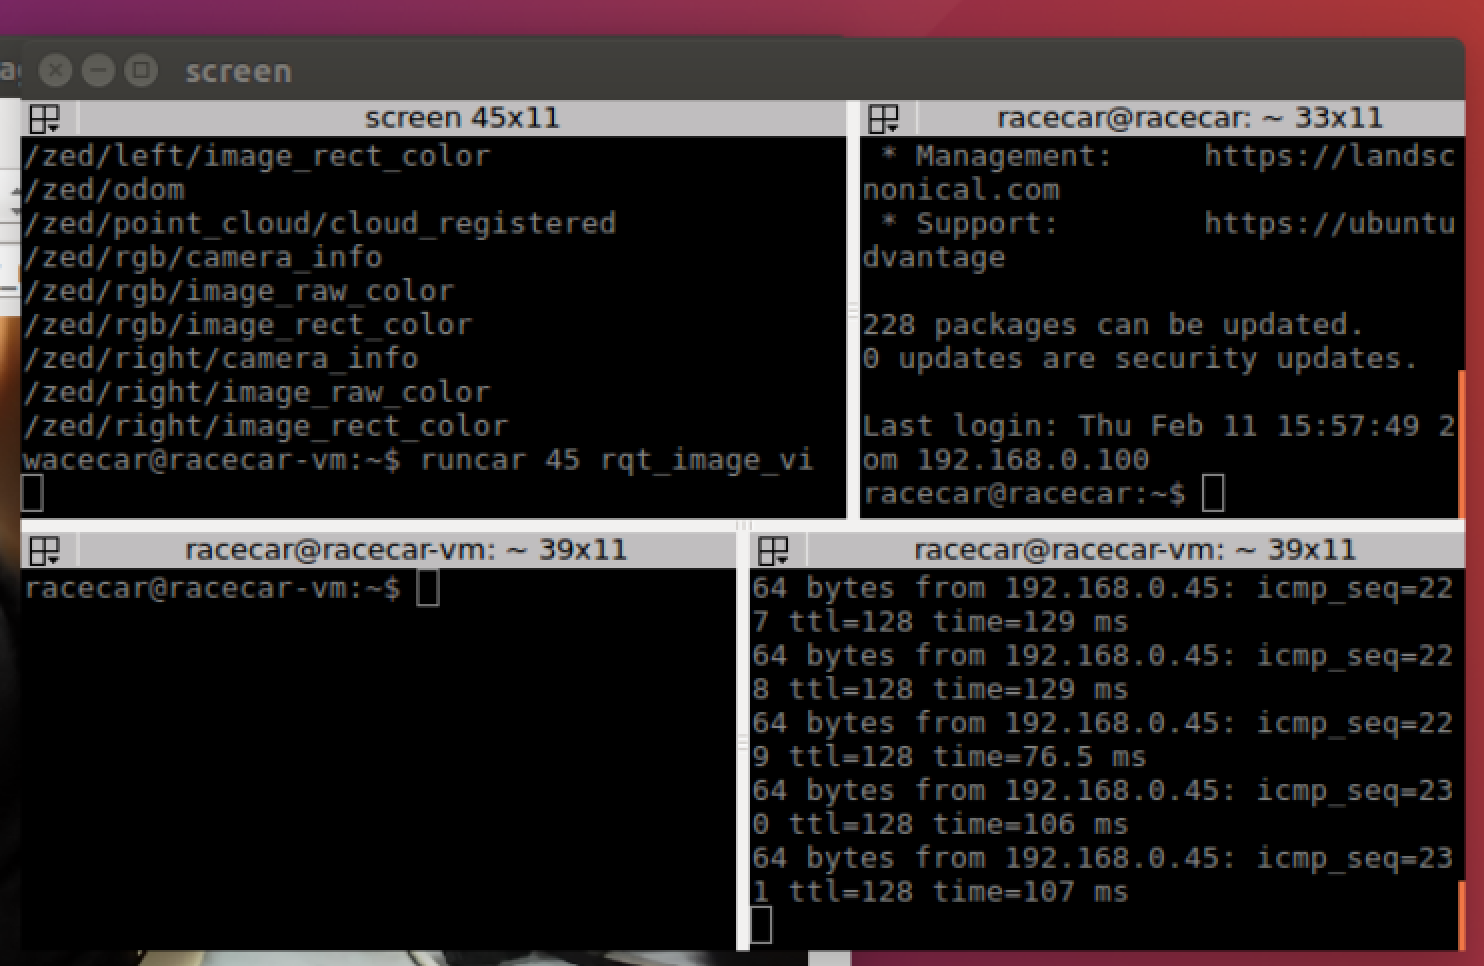 screen
screen 45x11
/zed/left/image_rect_color
/zed/odom
/zed/point_cloud/cloud_registered
/zed/rgb/camera_info
/zed/rgb/image_raw_color
/zed/rgb/image_rect_color
/zed/right/camera_info
/zed/right/image_raw_color
/zed/right/image_rect_color
wacecar@racecar-vm:~$ runcar 45 rqt_image_vi
racecar@racecar: ~ 33x11
* Management: https://landsc
nonical.com
* Support: https://ubuntu
dvantage
228 packages can be updated.
0 updates are security updates.
Last login: Thu Feb 11 15:57:49 2
om 192.168.0.100
racecar@racecar:~$
racecar@racecar-vm: ~ 39x11
racecar@racecar-vm:~$
racecar@racecar-vm: ~ 39x11
64 bytes from 192.168.0.45: icmp_seq=22
7 ttl=128 time=129 ms
64 bytes from 192.168.0.45: icmp_seq=22
8 ttl=128 time=129 ms
64 bytes from 192.168.0.45: icmp_seq=22
9 ttl=128 time=76.5 ms
64 bytes from 192.168.0.45: icmp_seq=23
0 ttl=128 time=106 ms
64 bytes from 192.168.0.45: icmp_seq=23
1 ttl=128 time=107 ms